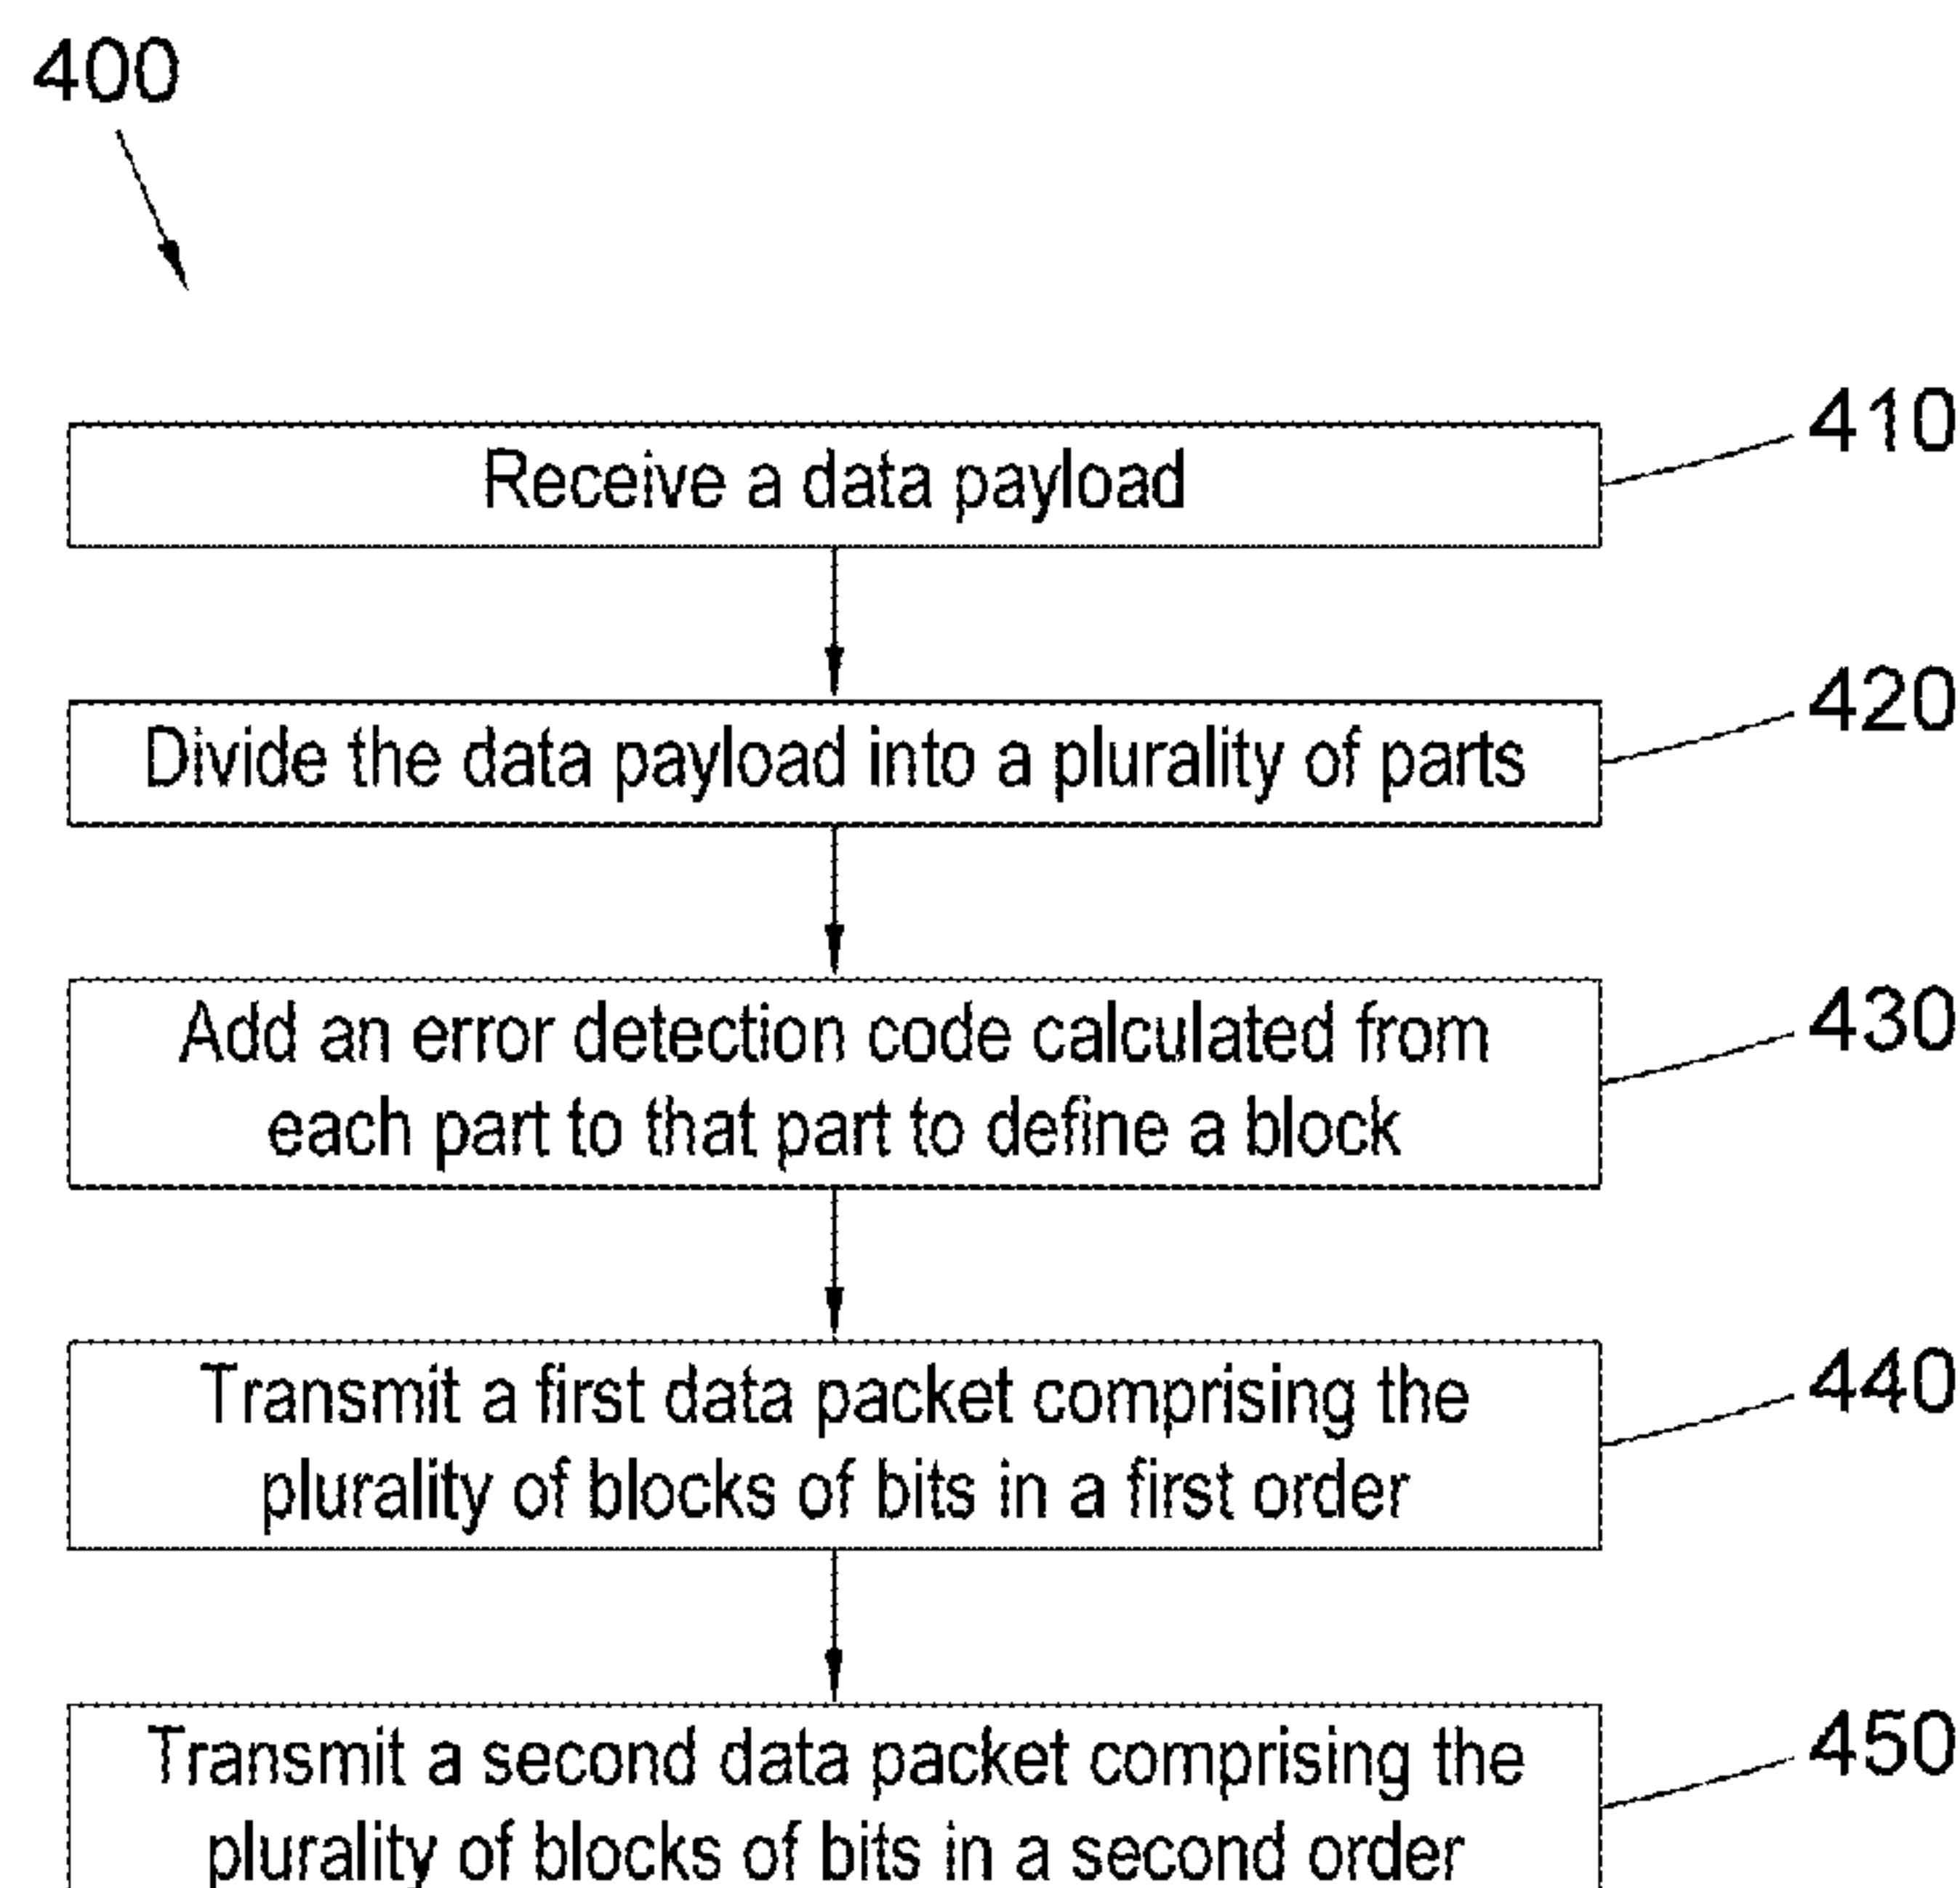 400
410
Receive a data payload
420
Divide the data payload into a plurality of parts
430
Add an error detection code calculated from
each part to that part to define a block
440
Transmit a first data packet comprising the
plurality of blocks of bits in a first order
450
Transmit a second data packet comprising the
plurality of blocks of bits in a second order